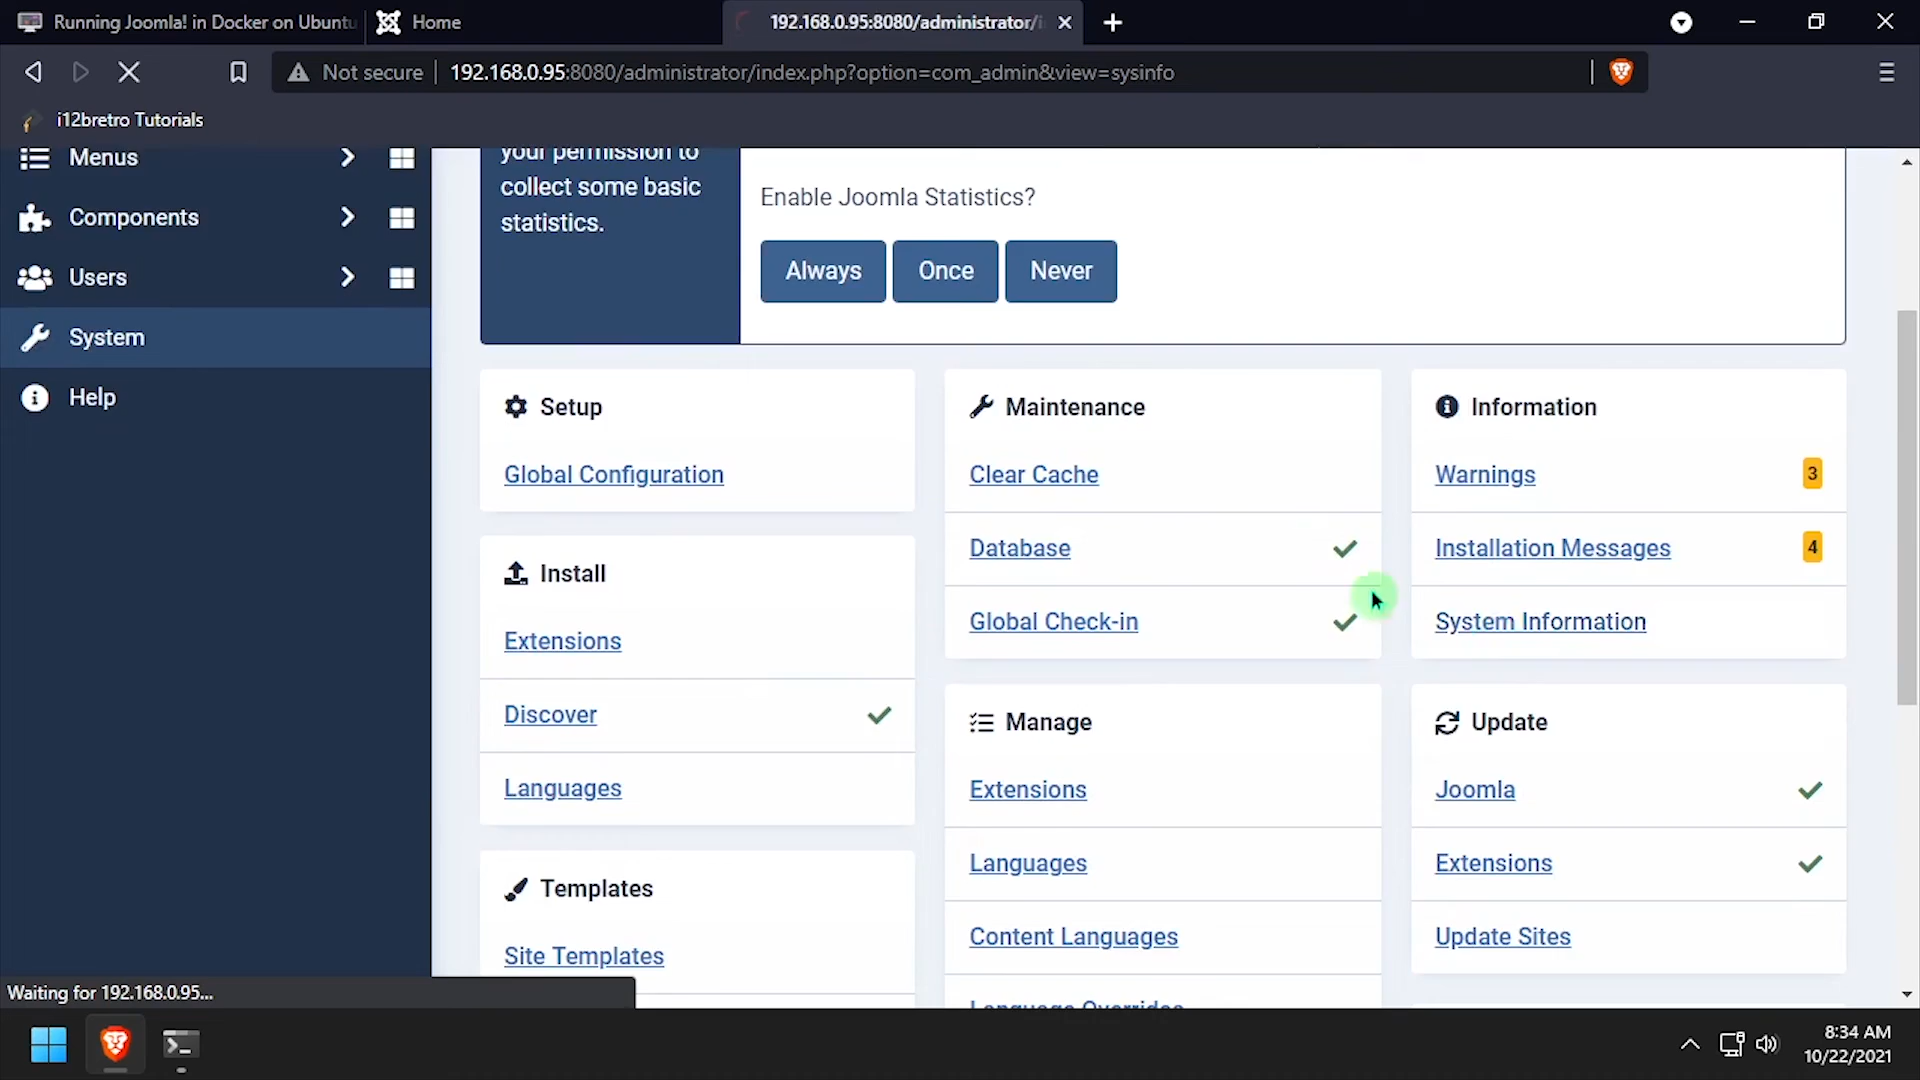 Running Joomla! in Docker on Ubuntu
Home
192.168.0.95:8080/administrator/i
Not secure
192.168.0.95:8080/administrator/index.php?option=com_admin&view=sysinfo
i12bretro Tutorials
Menus
Components
Users
System
Help
your permission to
collect some basic
statistics.
Enable Joomla Statistics?
Always
Once
Never
Setup
Global Configuration
Install
Extensions
Discover
Languages
Templates
Site Templates
Maintenance
Clear Cache
Database
Global Check-in
Manage
Extensions
Languages
Content Languages
Language Overrides
Information
Warnings 3
Installation Messages 4
System Information
Update
Joomla
Extensions
Update Sites
Waiting for 192.168.0.95...
8:34 AM
10/22/2021